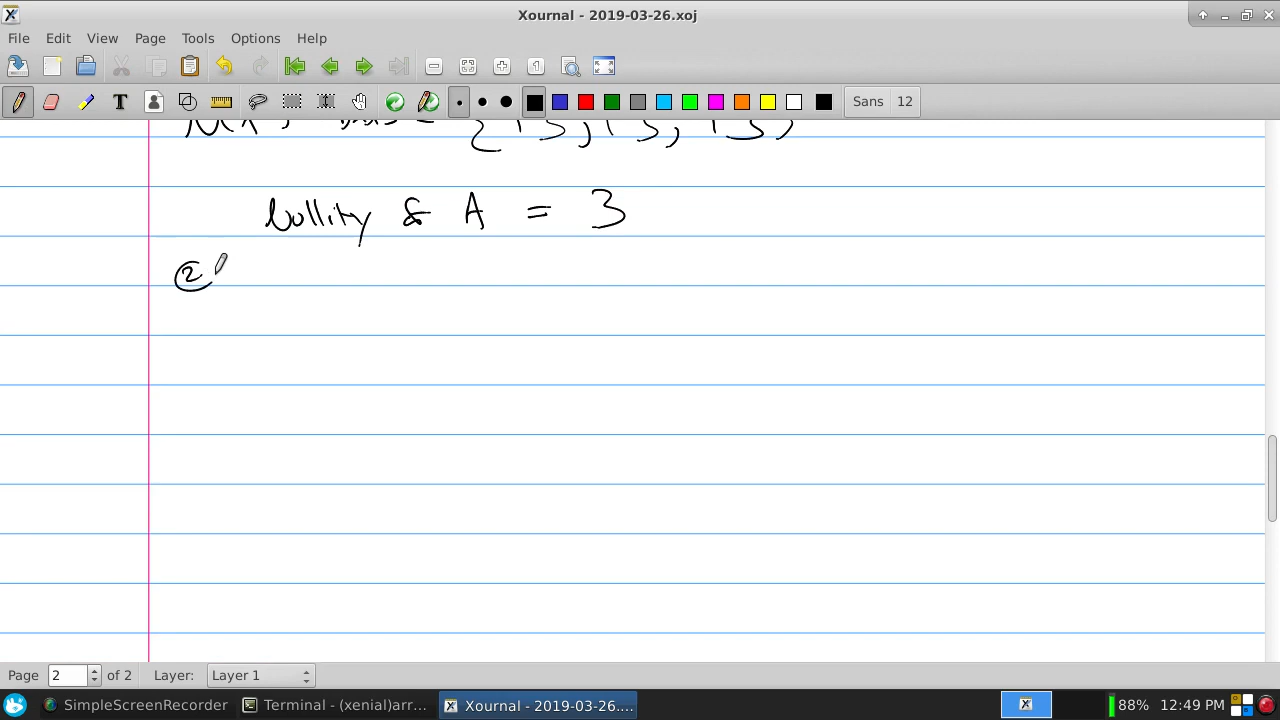 Xournal - 2019-03-26.xoj
File Edit View Page Tools Options Help
Sans 12
nullity of A = 3
②
Page 2 of 2 Layer: Layer 1
SimpleScreenRecorder Terminal - (xenial)arr... Xournal - 2019-03-26.... 88% 12:49 PM